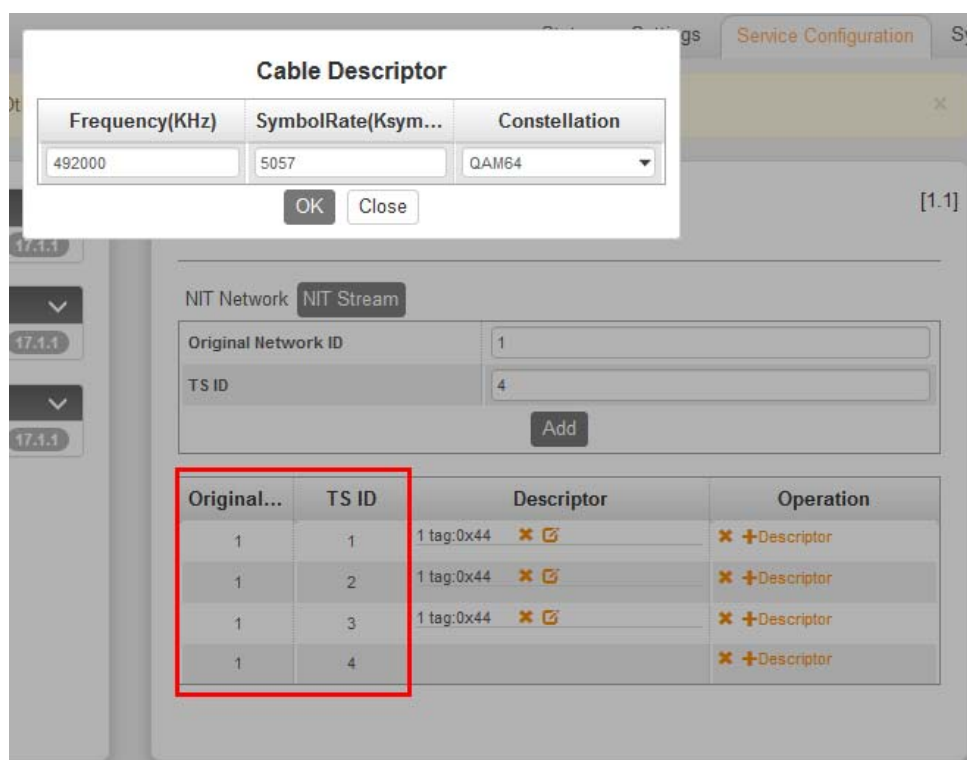 gs Service Configuration
Cable Descriptor
Frequency(KHz) SymbolRate(Ksym... Constellation
492000 5057 QAM64
OK Close
[1.1]
17.1.1
NIT Network NIT Stream
17.1.1
Original Network ID 1
TS ID 4
17.1.1
Add
Original... TS ID Descriptor Operation
1 1 1 tag:0x44 Descriptor
1 2 1 tag:0x44 Descriptor
1 3 1 tag:0x44 Descriptor
1 4 Descriptor